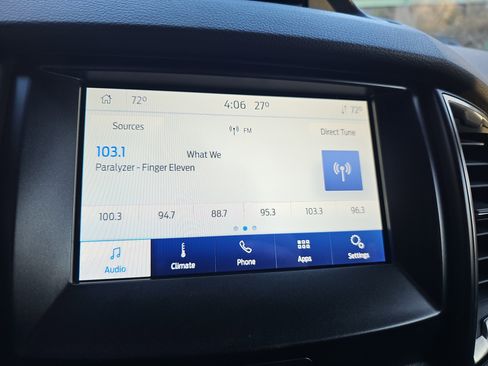 72° 4:06 27° 72°
Sources FM Direct Tune
103.1 What We
Paralyzer - Finger Eleven
100.3 94.7 88.7 95.3 103.3 96.3
Audio Climate Phone Apps Settings